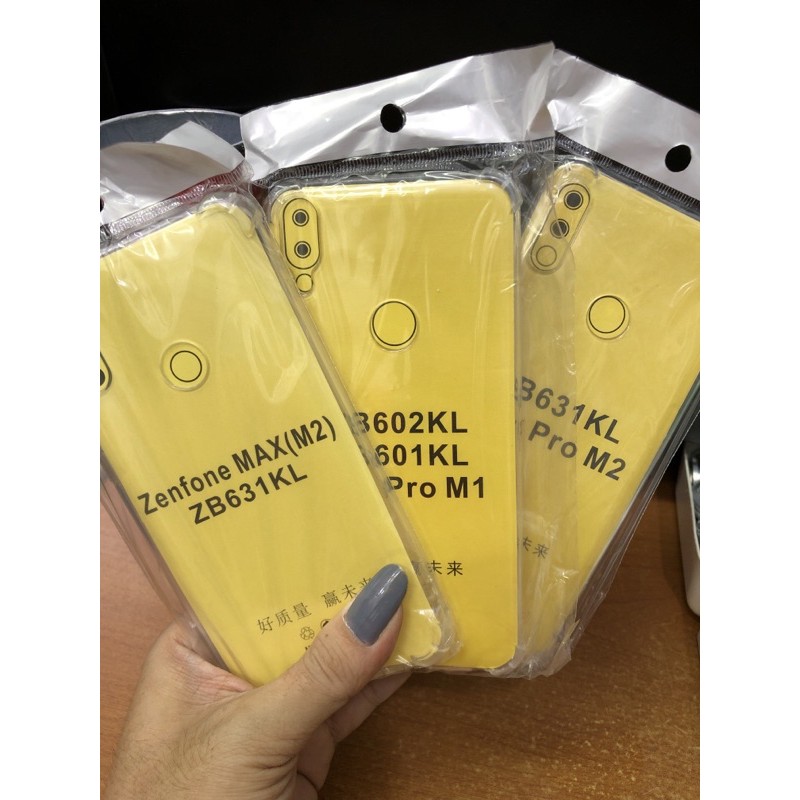 Zenfone MAX(M2)
ZB631KL
好质量 赢未来
B602KL
601KL
Pro M1
未来
B631KL
Pro M2
未来